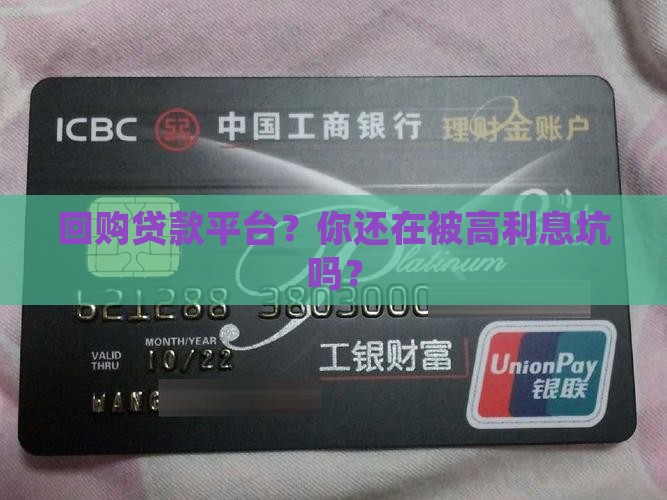 ICBC 中国工商银行 理财金账户
回购贷款平台？你还在被高利息坑
吗？
Platinum
621288 3803000
MONTH/YEAR
VALID THRU 10/22
工银财富
WANG
UnionPay
银联